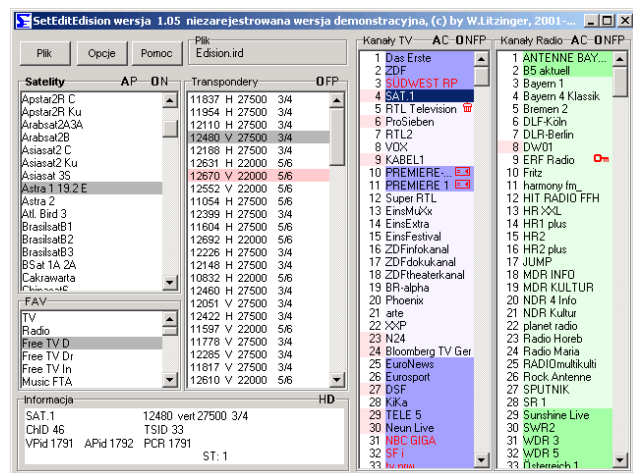 SetEditEdision wersja 1.05 niezarejestrowana wersja demonstracyjna, (c) by W.Litzinger, 2001-...
Plik
Opcje
Pomoc
Plik
Edision.ird
Satelity AP ON
Apstar2R C
Apstar2R Ku
Arabsat2A3A
Arabsat2B
Asiasat2 C
Asiasat2 Ku
Asiasat 3S
Astra 1 19.2 E
Astra 2
Atl. Bird 3
BrasilsatB1
BrasilsatB2
BrasilsatB3
BSat 1A 2A
Cakrawarta
Chinasat6
FAV
TV
Radio
Free TV D
Free TV Dr
Free TV In
Music FTA
Transpondery OFP
11837 H 27500 3/4
11954 H 27500 3/4
12110 H 27500 3/4
12480 V 27500 3/4
12188 H 27500 3/4
12631 H 22000 5/6
12670 V 22000 5/6
12552 V 22000 5/6
11054 H 27500 5/6
12399 H 27500 3/4
11604 H 27500 5/6
12692 H 22000 5/6
12226 H 27500 3/4
12148 H 27500 3/4
10832 H 22000 5/6
12460 H 27500 3/4
12051 V 27500 3/4
12422 H 27500 3/4
11597 V 22000 5/6
11778 V 27500 3/4
12285 V 27500 3/4
11817 V 27500 3/4
12610 V 22000 5/6
Kanały TV AC ONFP
1 Das Erste
2 ZDF
3 SÜDWEST RP
4 SAT.1
5 RTL Television
6 ProSieben
7 RTL2
8 VOX
9 KABEL1
10 PREMIERE-...
11 PREMIERE 1
12 Super RTL
13 EinsMuXx
14 EinsExtra
15 EinsFestival
16 ZDFinfokanal
17 ZDFdokukanal
18 ZDFtheaterkanal
19 BR-alpha
20 Phoenix
21 arte
22 XXP
23 N24
24 Bloomberg TV Ger
25 EuroNews
26 Eurosport
27 DSF
28 KiKa
29 TELE 5
30 Neun Live
31 NBC GIGA
32 SF i
33 tv.nrw
Kanały Radio AC ONFP
1 ANTENNE BAY...
2 B5 aktuell
3 Bayern 1
4 Bayern 4 Klassik
5 Bremen 2
6 DLF-Köln
7 DLR-Berlin
8 DW01
9 ERF Radio
10 Fritz
11 harmony fm_
12 HIT RADIO FFH
13 HR XXL
14 HR1 plus
15 HR2
16 HR2 plus
17 JUMP
18 MDR INFO
19 MDR KULTUR
20 NDR 4 Info
21 NDR Kultur
22 planet radio
23 Radio Horeb
24 Radio Maria
25 RADIOmultikulti
26 Rock Antenne
27 SPUTNIK
28 SR 1
29 Sunshine Live
30 SWR2
31 WDR 3
32 WDR 5
33 Österreich 1
Informacja HD
SAT.1 12480 vert 27500 3/4
ChID 46 TSID 33
VPid 1791 APid 1792 PCR 1791
ST: 1